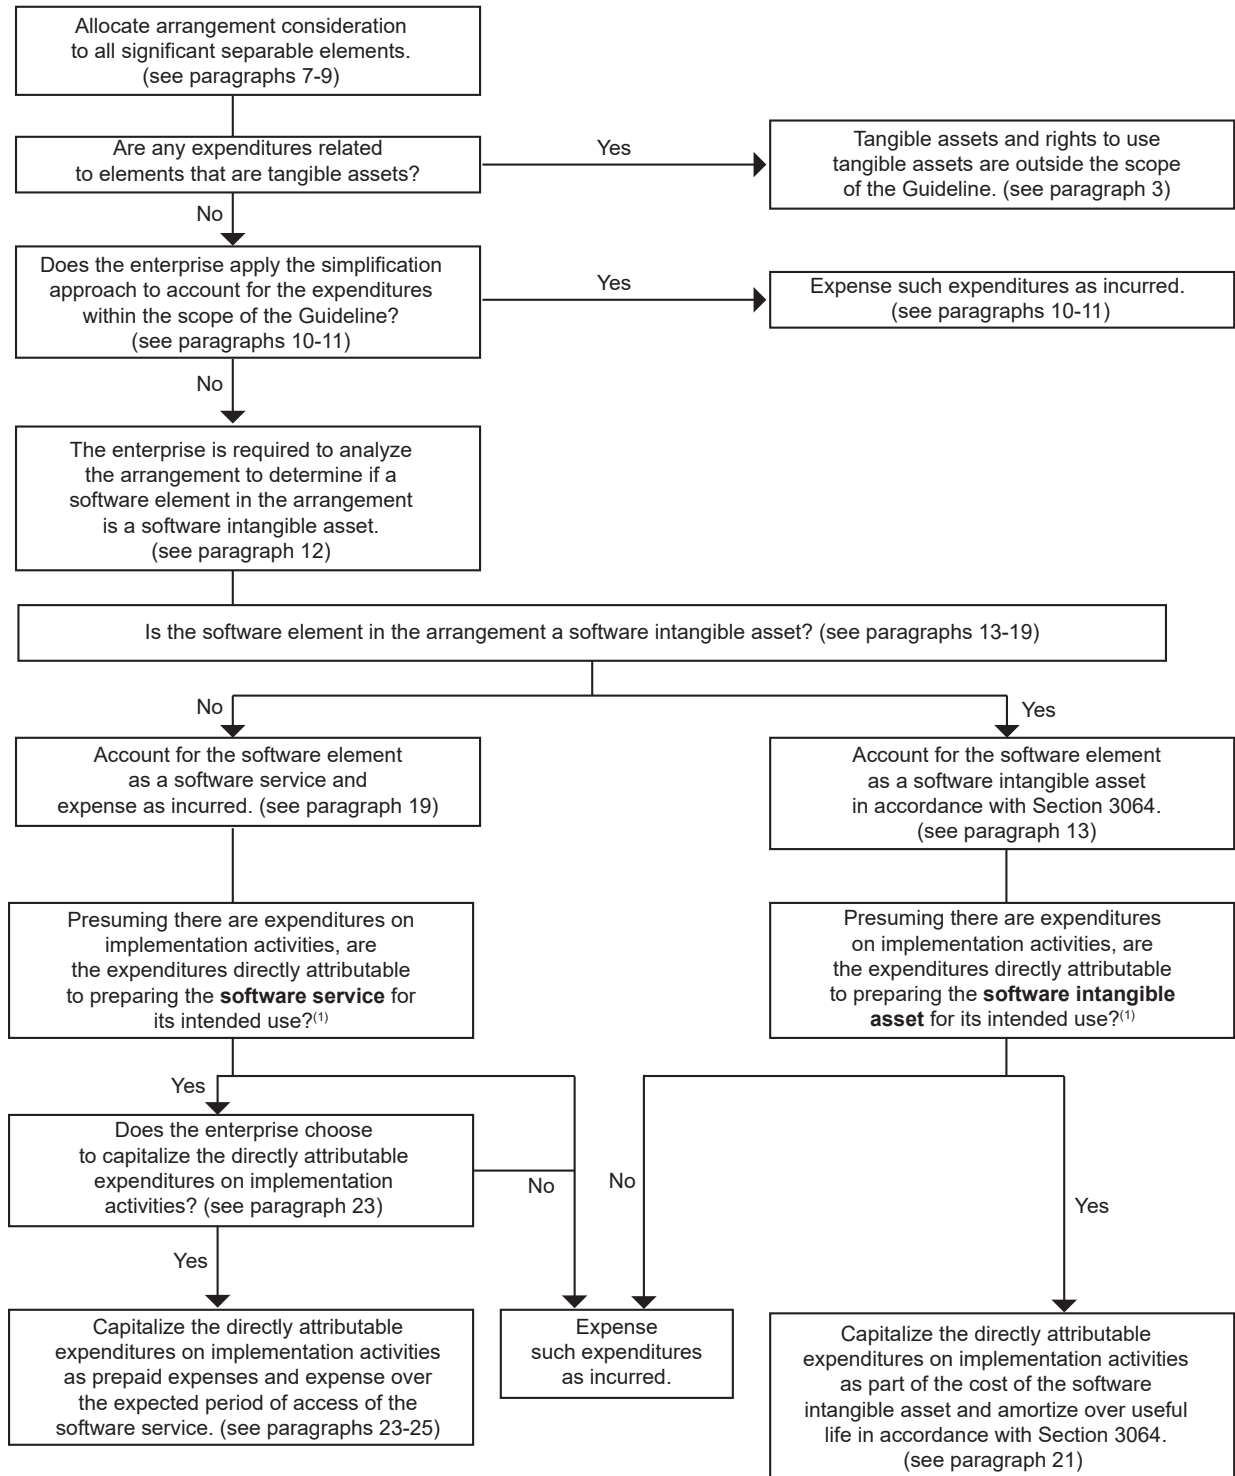 Allocate arrangement consideration
to all significant separable elements.
(see paragraphs 7-9)
Are any expenditures related
to elements that are tangible assets?
Yes
Tangible assets and rights to use
tangible assets are outside the scope
of the Guideline. (see paragraph 3)
No
Does the enterprise apply the simplification
approach to account for the expenditures
within the scope of the Guideline?
(see paragraphs 10-11)
Yes
Expense such expenditures as incurred.
(see paragraphs 10-11)
No
The enterprise is required to analyze
the arrangement to determine if a
software element in the arrangement
is a software intangible asset.
(see paragraph 12)
Is the software element in the arrangement a software intangible asset? (see paragraphs 13-19)
No
Yes
Account for the software element
as a software service and
expense as incurred. (see paragraph 19)
Account for the software element
as a software intangible asset
in accordance with Section 3064.
(see paragraph 13)
Presuming there are expenditures on
implementation activities, are
the expenditures directly attributable
to preparing the software service for
its intended use?(1)
Presuming there are expenditures
on implementation activities, are
the expenditures directly attributable
to preparing the software intangible
asset for its intended use?(1)
Yes
Does the enterprise choose
to capitalize the directly attributable
expenditures on implementation
activities? (see paragraph 23)
No
No
Yes
Yes
Capitalize the directly attributable
expenditures on implementation activities
as prepaid expenses and expense over
the expected period of access of the
software service. (see paragraphs 23-25)
Expense
such expenditures
as incurred.
Capitalize the directly attributable
expenditures on implementation activities
as part of the cost of the software
intangible asset and amortize over useful
life in accordance with Section 3064.
(see paragraph 21)